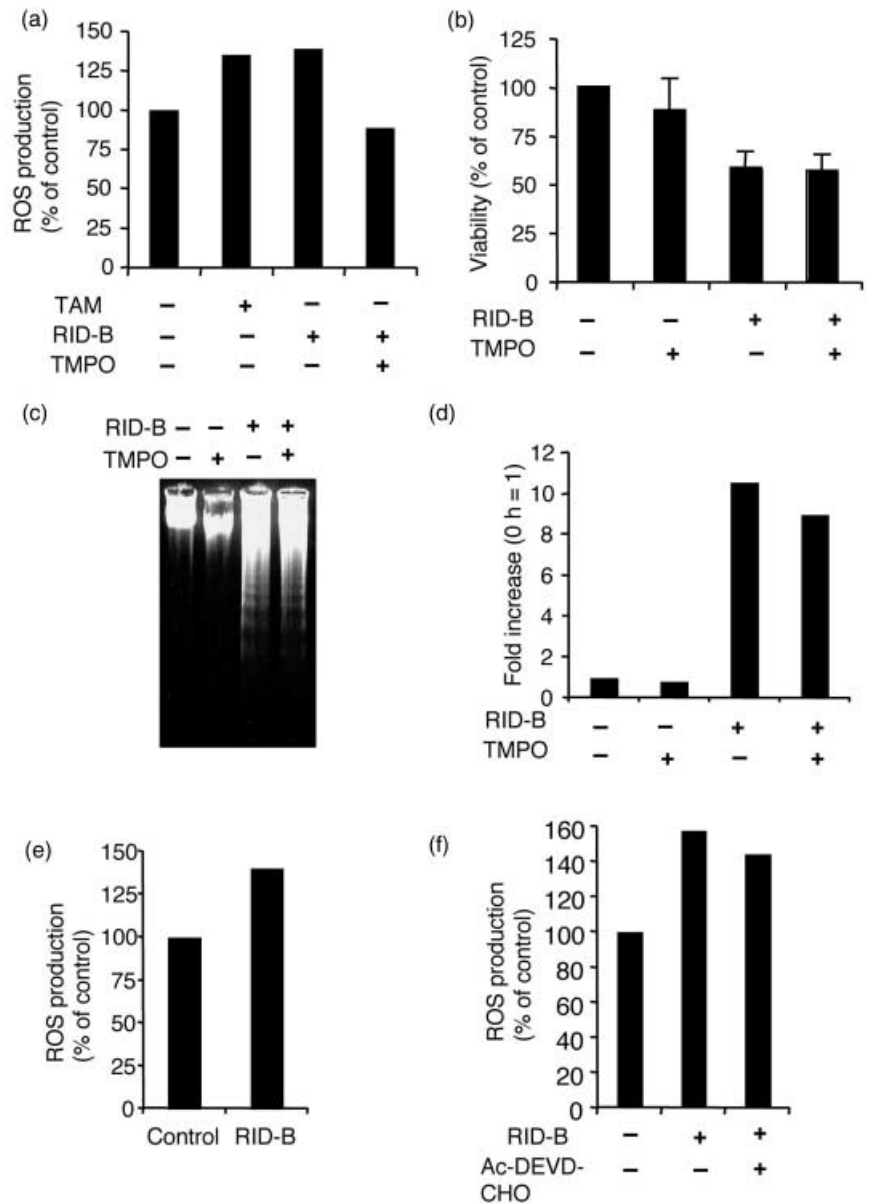 (a)
150
125
100
75
50
25
0
ROS production
(% of control)
TAM – + – –
RID-B – – + +
TMPO – – – +
(b)
125
100
75
50
25
0
Viability (% of control)
RID-B – – + +
TMPO – + – +
(c)
RID-B – – + +
TMPO – + – +
(d)
12
10
8
6
4
2
0
Fold increase (0 h = 1)
RID-B – – + +
TMPO – + – +
(e)
150
125
100
75
50
25
0
ROS production
(% of control)
Control RID-B
(f)
160
140
120
100
80
60
40
20
0
ROS production
(% of control)
RID-B – + +
Ac-DEVD- – – +
CHO